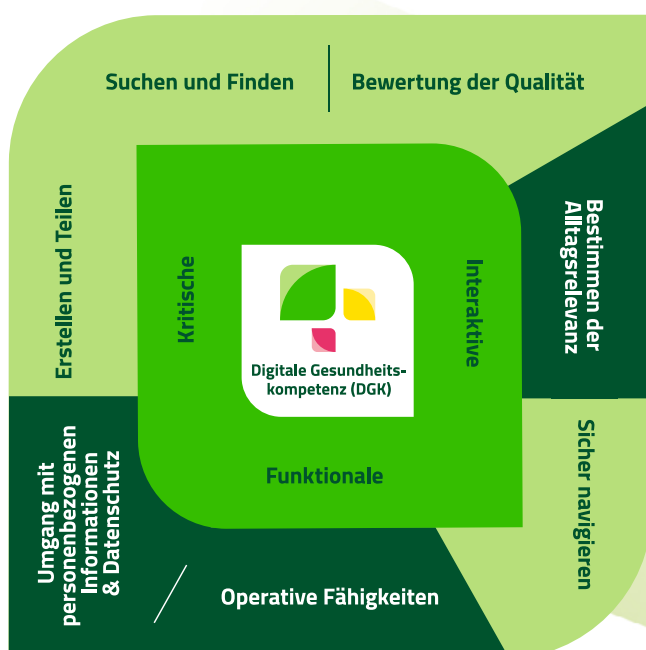 Suchen und Finden
Bewertung der Qualität
Bestimmen der
Alltagsrelevanz
Sicher navigieren
Operative Fähigkeiten
Umgang mit
personenbezogenen
Informationen
& Datenschutz
Erstellen und Teilen
Kritische
Interaktive
Funktionale
Digitale Gesundheits-
kompetenz (DGK)